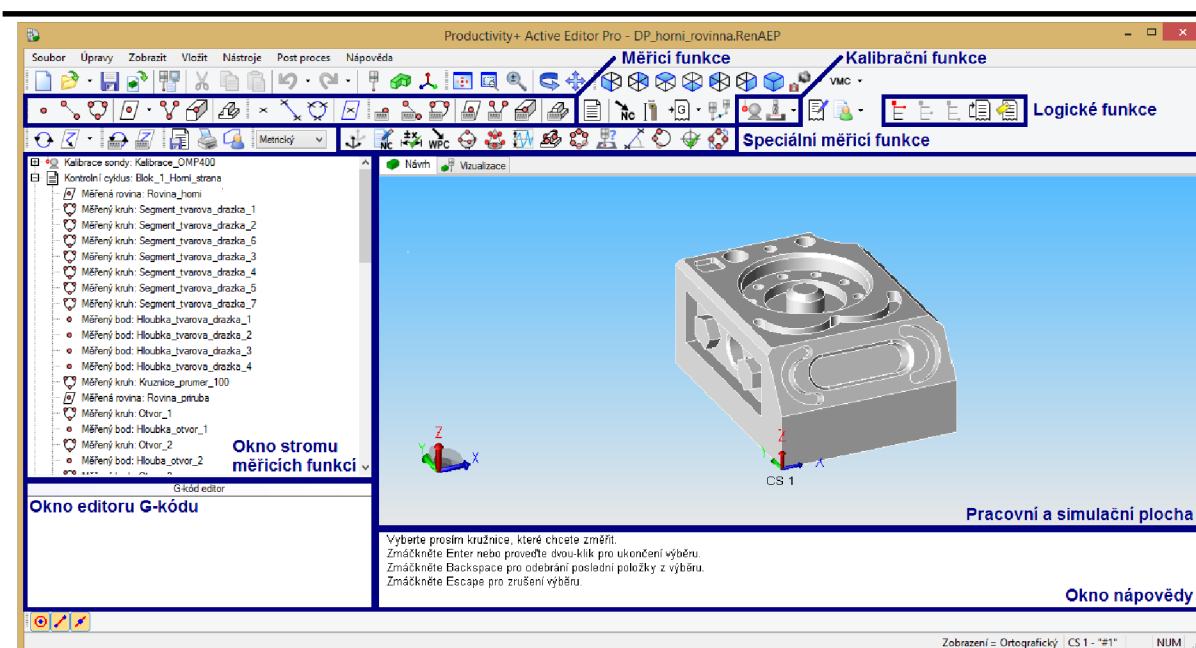 Productivity+ Active Editor Pro - DP_horni_rovinna.RenAEP
Soubor Úpravy Zobrazit Vložit Nástroje Post proces Nápověda
Měřicí funkce
Kalibrační funkce
VMC
NC +G
Logické funkce
Metrický
NC WPC
Speciální měřicí funkce
Kalibrace sondy: Kalibrace_OMP400
Kontrolní cyklus: Blok_1_Horni_strana
Měřená rovina: Rovina_horni
Měřený kruh: Segment_tvarova_drazka_1
Měřený kruh: Segment_tvarova_drazka_2
Měřený kruh: Segment_tvarova_drazka_6
Měřený kruh: Segment_tvarova_drazka_3
Měřený kruh: Segment_tvarova_drazka_4
Měřený kruh: Segment_tvarova_drazka_5
Měřený kruh: Segment_tvarova_drazka_7
Měřený bod: Hloubka_tvarova_drazka_1
Měřený bod: Hloubka_tvarova_drazka_2
Měřený bod: Hloubka_tvarova_drazka_3
Měřený bod: Hloubka_tvarova_drazka_4
Měřený kruh: Kruznice_prumer_100
Měřená rovina: Rovina_priruba
Měřený kruh: Otvor_1
Měřený bod: Hloubka_otvor_1
Měřený kruh: Otvor_2
Měřený bod: Hlouba_otvor_2
Okno stromu
měřicích funkcí
G-kód editor
Okno editoru G-kódu
Návrh Vizualizace
Z
Y X
Z
Y X
CS 1
Pracovní a simulační plocha
Vyberte prosím kružnice, které chcete změřit.
Zmáčkněte Enter nebo proveďte dvou-klik pro ukončení výběru.
Zmáčkněte Backspace pro odebrání poslední položky z výběru.
Zmáčkněte Escape pro zrušení výběru.
Okno nápovědy
Zobrazení = Ortografický CS 1 - "#1" NUM